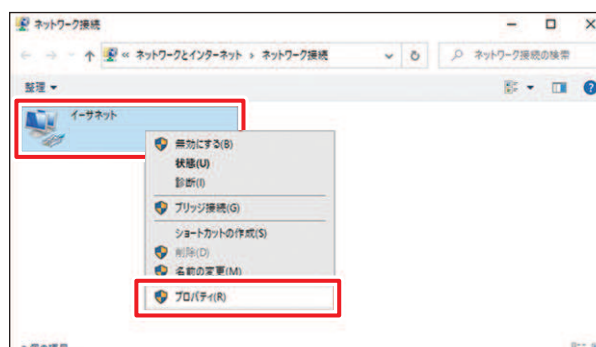 ネットワーク接続
« ネットワークとインターネット › ネットワーク接続
ネットワーク接続の検索
整理
イーサネット
無効にする(B)
状態(U)
診断(I)
ブリッジ接続(G)
ショートカットの作成(S)
削除(D)
名前の変更(M)
プロパティ(R)